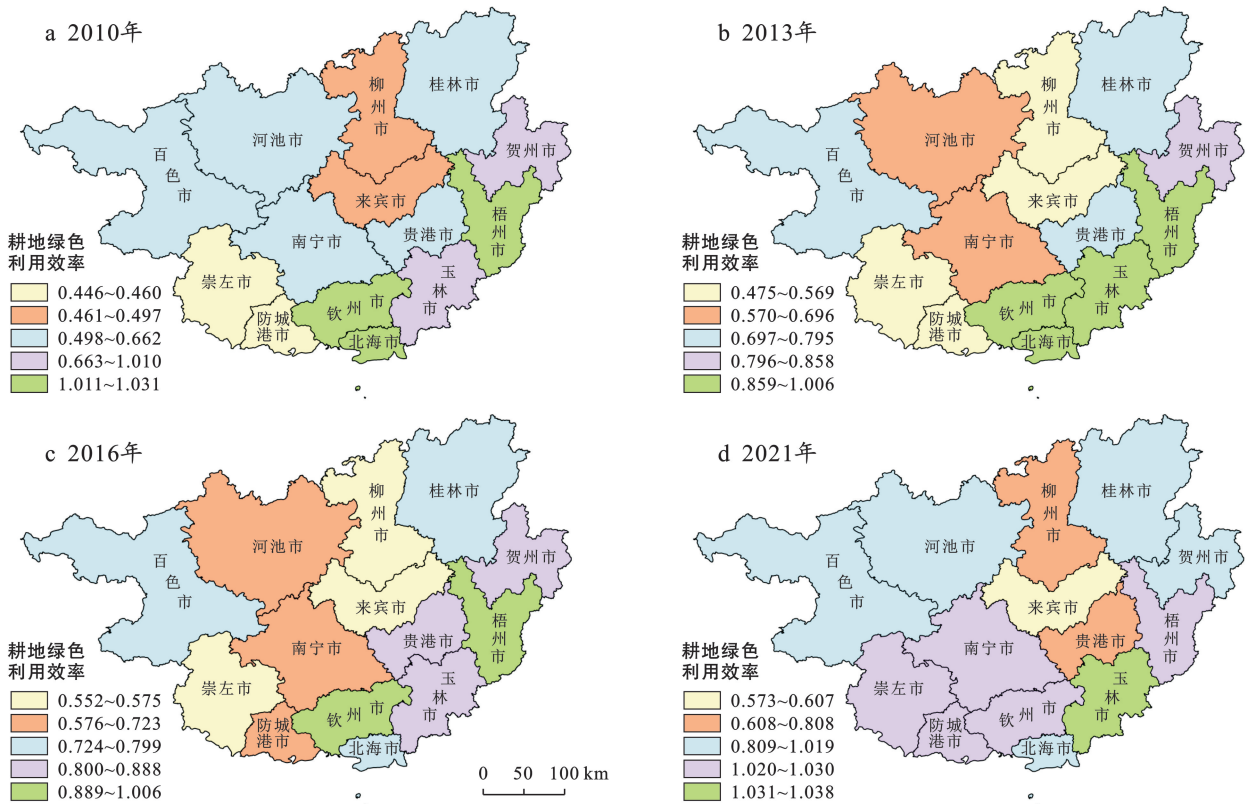 a 2010年
柳州市
桂林市
河池市
贺州市
百色市
来宾市
梧州市
南宁市
贵港市
玉林市
崇左市
钦州市
防城港市
北海市
耕地绿色
利用效率
0.446~0.460
0.461~0.497
0.498~0.662
0.663~1.010
1.011~1.031
b 2013年
柳州市
桂林市
河池市
贺州市
百色市
来宾市
梧州市
南宁市
贵港市
玉林市
崇左市
钦州市
防城港市
北海市
耕地绿色
利用效率
0.475~0.569
0.570~0.696
0.697~0.795
0.796~0.858
0.859~1.006
c 2016年
柳州市
桂林市
河池市
贺州市
百色市
来宾市
梧州市
南宁市
贵港市
玉林市
崇左市
钦州市
防城港市
北海市
耕地绿色
利用效率
0.552~0.575
0.576~0.723
0.724~0.799
0.800~0.888
0.889~1.006
0 50 100 km
d 2021年
柳州市
桂林市
河池市
贺州市
百色市
来宾市
梧州市
南宁市
贵港市
玉林市
崇左市
钦州市
防城港市
北海市
耕地绿色
利用效率
0.573~0.607
0.608~0.808
0.809~1.019
1.020~1.030
1.031~1.038